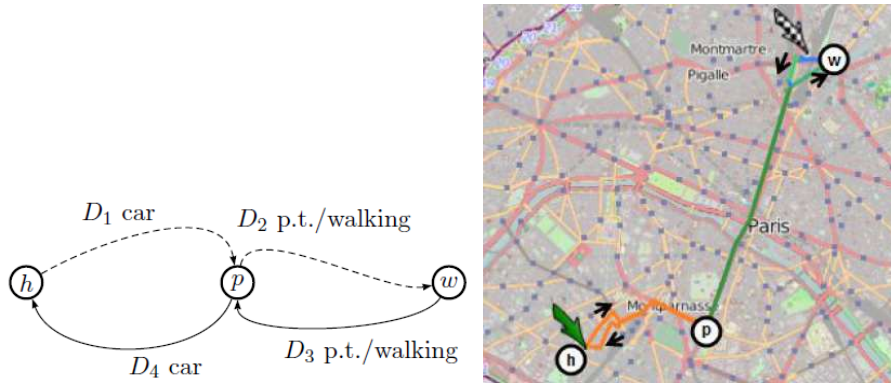 D₁ car
D₂ p.t./walking
h
p
w
D₃ p.t./walking
D₄ car
Montmartre
w
Pigalle
Paris
Montparnasse
p
h